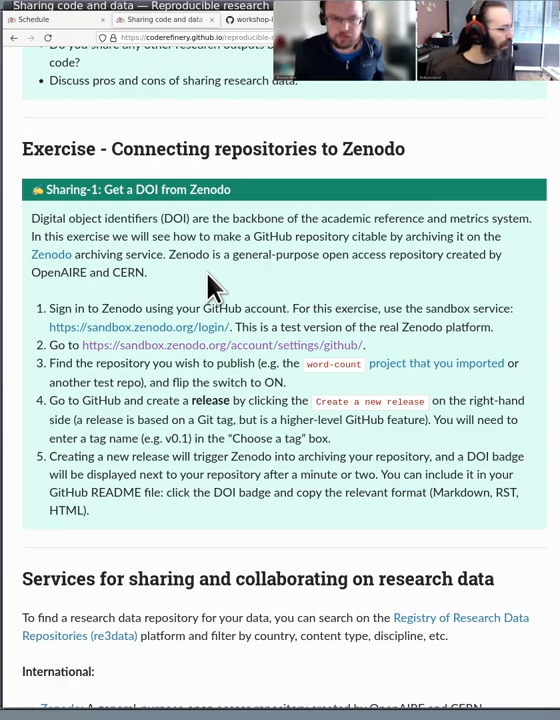 Sharing code and data — Reproducible research
Schedule × Sharing code and data - × workshop-
https://coderefinery.github.io/reproducible-
Do you share any other research outputs b
code?
• Discuss pros and cons of sharing research data.
Exercise - Connecting repositories to Zenodo
✍️ Sharing-1: Get a DOI from Zenodo
Digital object identifiers (DOI) are the backbone of the academic reference and metrics system.
In this exercise we will see how to make a GitHub repository citable by archiving it on the
Zenodo archiving service. Zenodo is a general-purpose open access repository created by
OpenAIRE and CERN.
1. Sign in to Zenodo using your GitHub account. For this exercise, use the sandbox service:
https://sandbox.zenodo.org/login/. This is a test version of the real Zenodo platform.
2. Go to https://sandbox.zenodo.org/account/settings/github/.
3. Find the repository you wish to publish (e.g. the word-count project that you imported or
another test repo), and flip the switch to ON.
4. Go to GitHub and create a release by clicking the Create a new release on the right-hand
side (a release is based on a Git tag, but is a higher-level GitHub feature). You will need to
enter a tag name (e.g. v0.1) in the “Choose a tag” box.
5. Creating a new release will trigger Zenodo into archiving your repository, and a DOI badge
will be displayed next to your repository after a minute or two. You can include it in your
GitHub README file: click the DOI badge and copy the relevant format (Markdown, RST,
HTML).
Services for sharing and collaborating on research data
To find a research data repository for your data, you can search on the Registry of Research Data
Repositories (re3data) platform and filter by country, content type, discipline, etc.
International:
Zenodo: A general-purpose open access repository created by OpenAIRE and CERN.